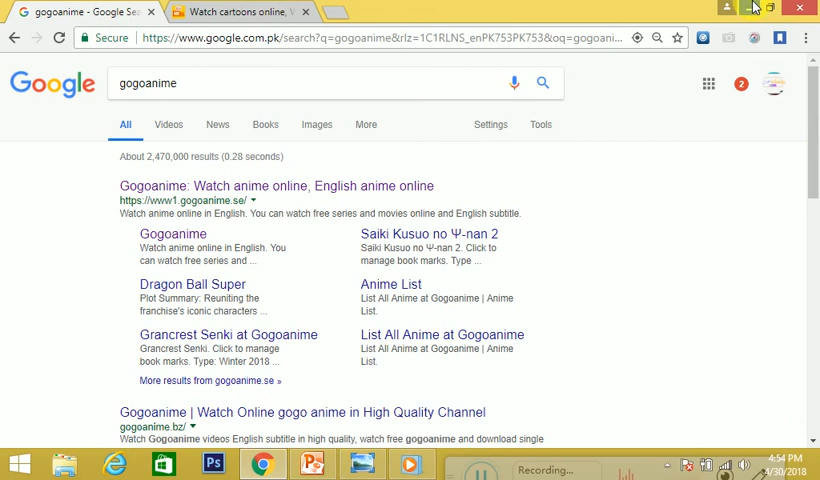 gogoanime - Google Sea
Watch cartoons online, W
Secure
https://www.google.com.pk/search?q=gogoanime&rlz=1C1RLNS_enPK753PK753&oq=gogoani...
Google
gogoanime
2
All Videos News Books Images More Settings Tools
About 2,470,000 results (0.28 seconds)
Gogoanime: Watch anime online, English anime online
https://www1.gogoanime.se/
Watch anime online in English. You can watch free series and movies online and English subtitle.
Gogoanime
Watch anime online in English. You
can watch free series and ...
Saiki Kusuo no Ψ-nan 2
Saiki Kusuo no Ψ-nan 2. Click to
manage book marks. Type ...
Dragon Ball Super
Plot Summary: Reuniting the
franchise's iconic characters ...
Anime List
List All Anime at Gogoanime | Anime
List.
Grancrest Senki at Gogoanime
Grancrest Senki. Click to manage
book marks. Type: Winter 2018 ...
List All Anime at Gogoanime
List All Anime at Gogoanime | Anime
List.
More results from gogoanime.se »
Gogoanime | Watch Online gogo anime in High Quality Channel
gogoanime.bz/
Watch Gogoanime videos English subtitle in high quality, watch free gogoanime and download single
Ps
Recording...
4:54 PM
4/30/2018